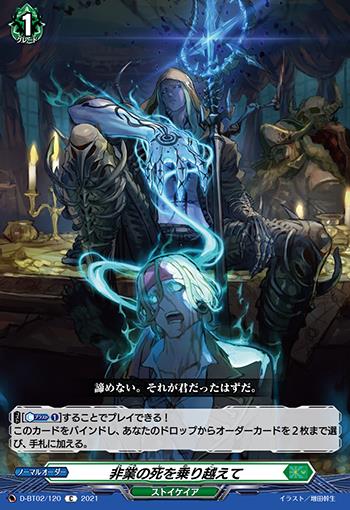 1
グレード
諦めない。それが君だったはずだ。
【コスト】[カウンターブラスト1]することでプレイできる！
このカードをバインドし、あなたのドロップからオーダーカードを２枚まで選
び、手札に加える。
ノーマルオーダー
非業の死を乗り越えて
ストイケイア
D-BT02/120 C 2021
イラスト／増田幹生